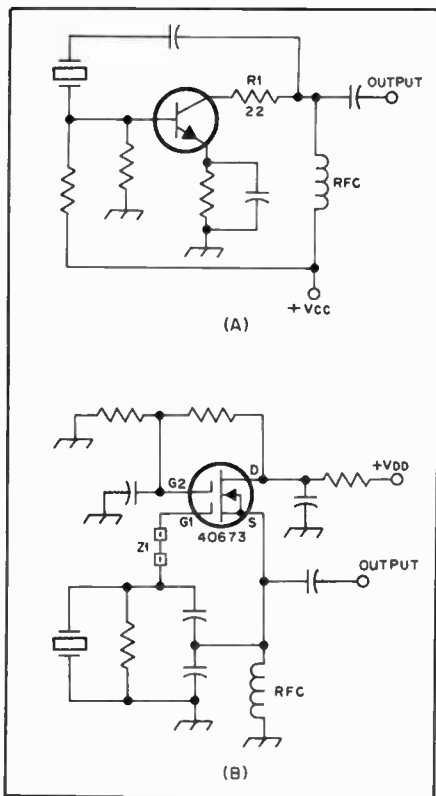 R1
22
OUTPUT
RFC
+VCC
(A)
D
+VDD
G2
G1
S
40673
Z1
OUTPUT
RFC
(B)